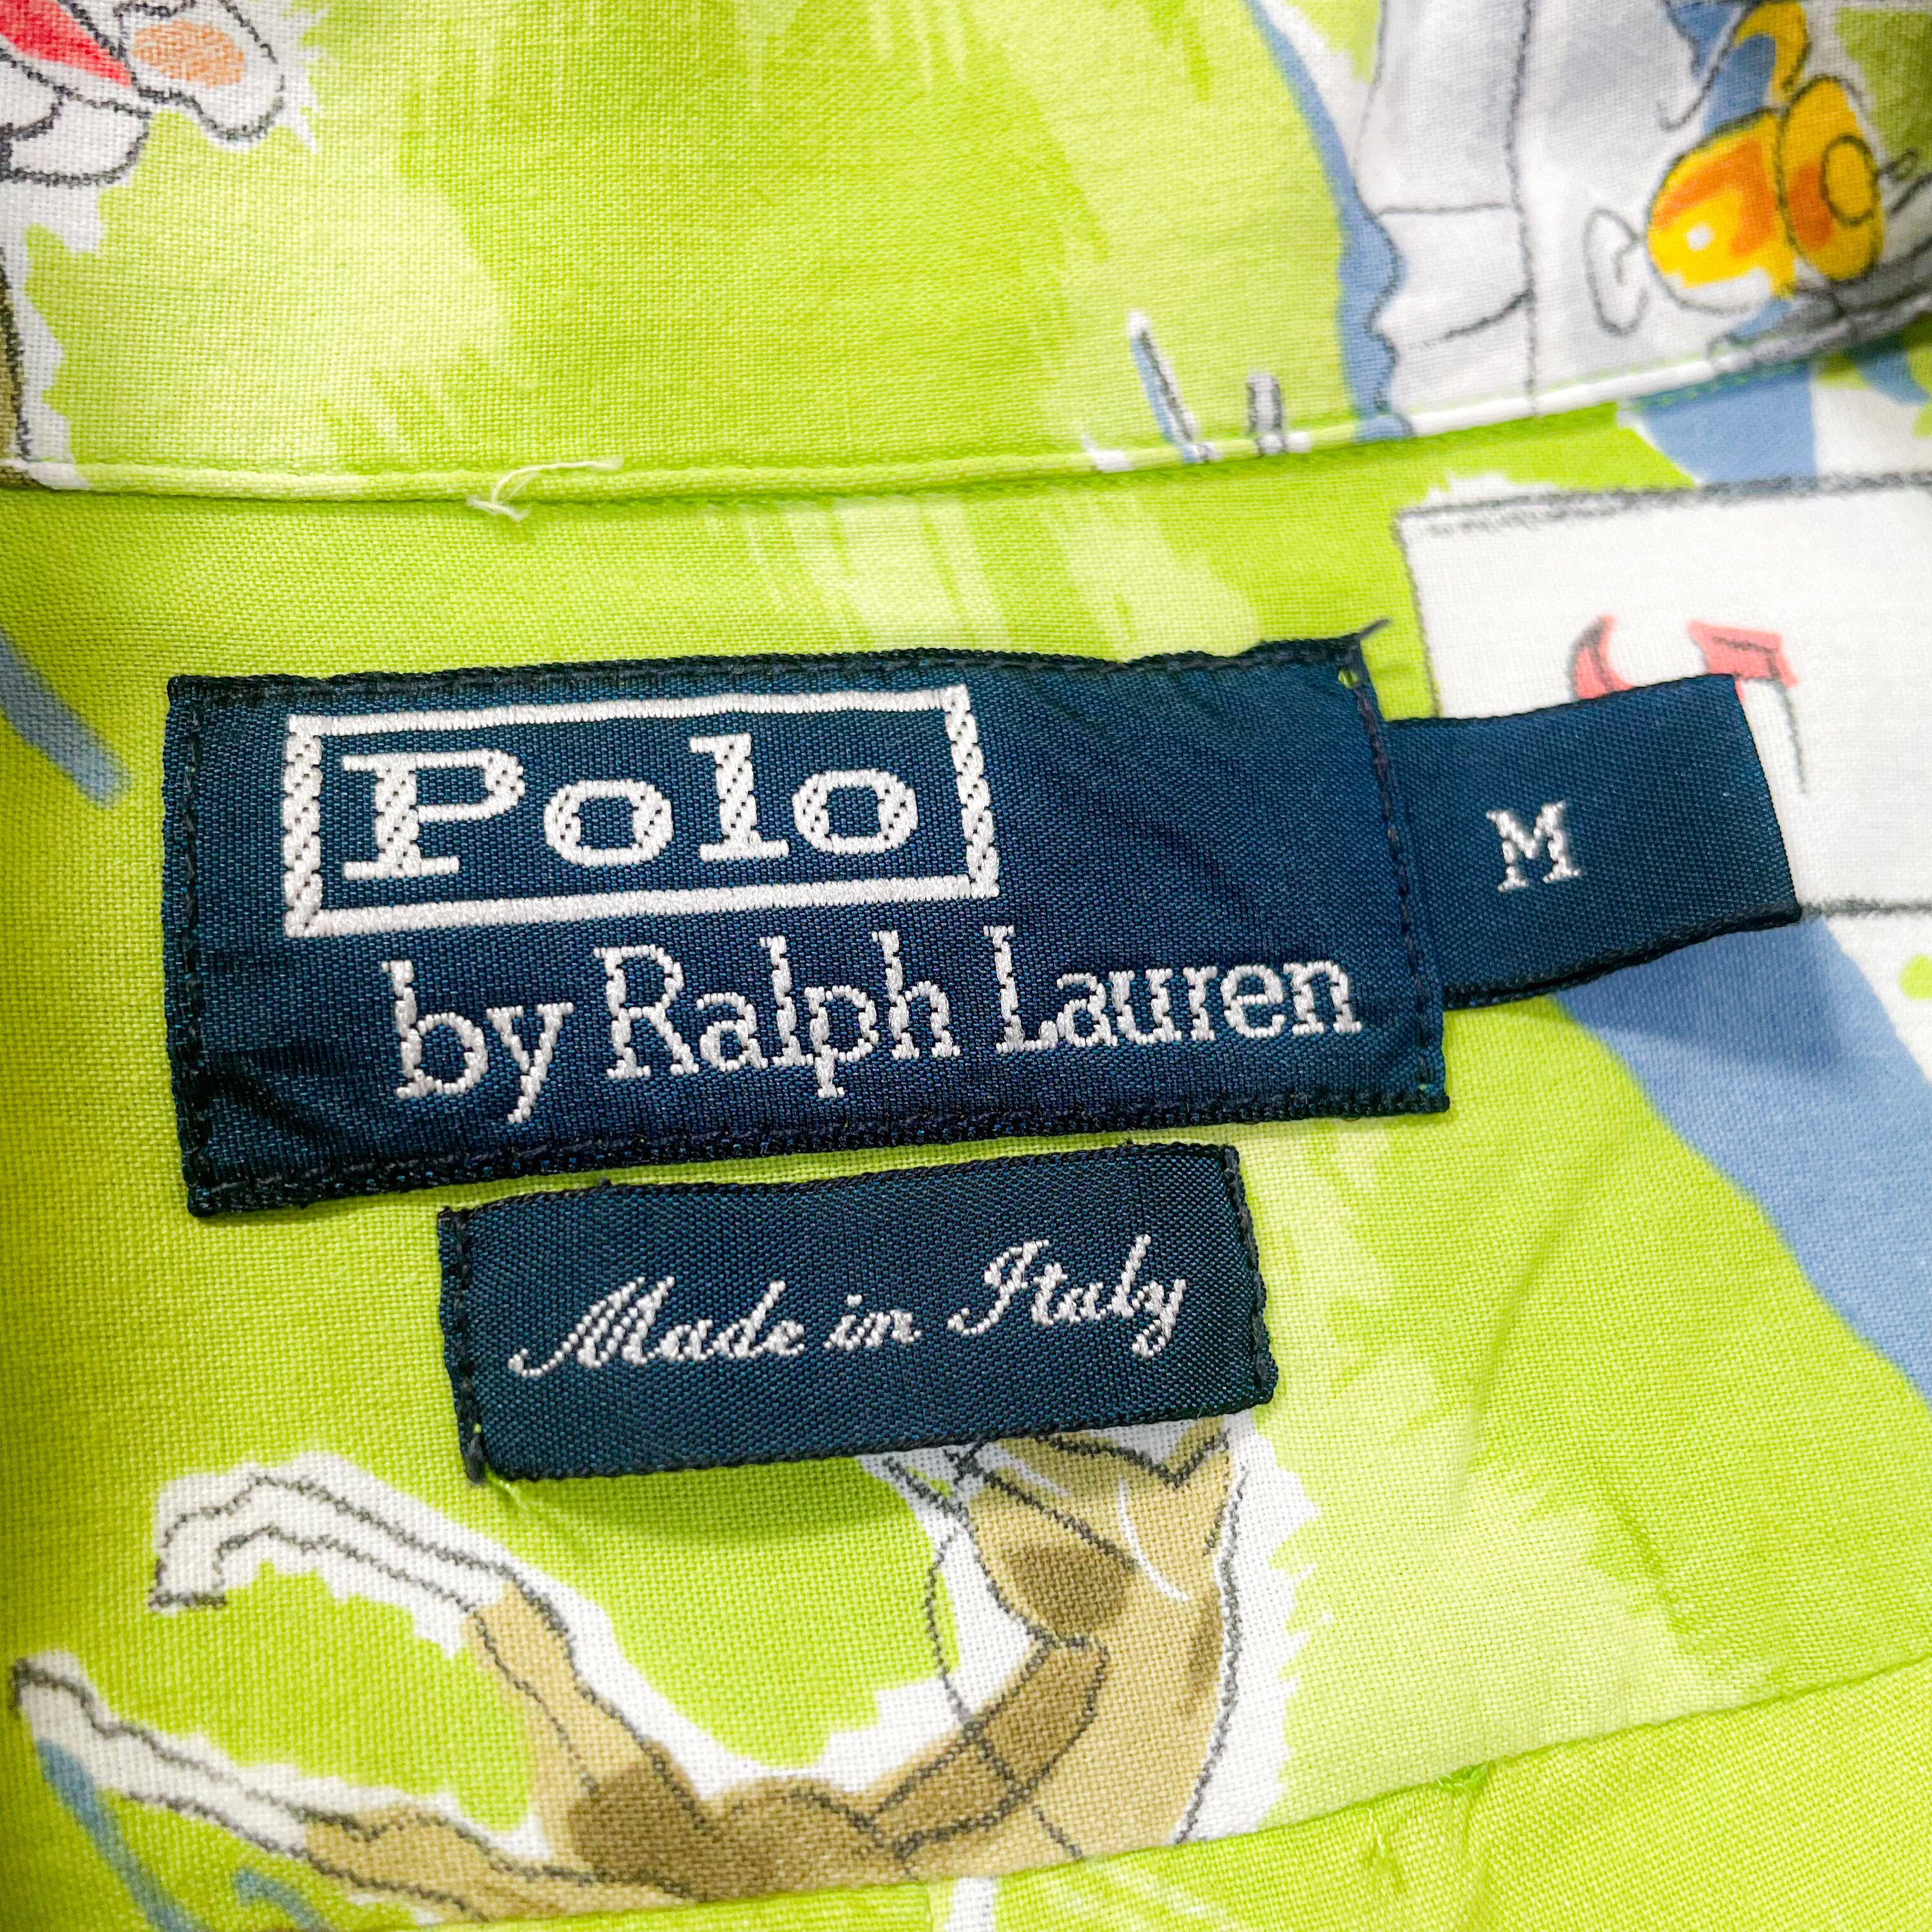 Polo
by Ralph Lauren
M
Made in Italy